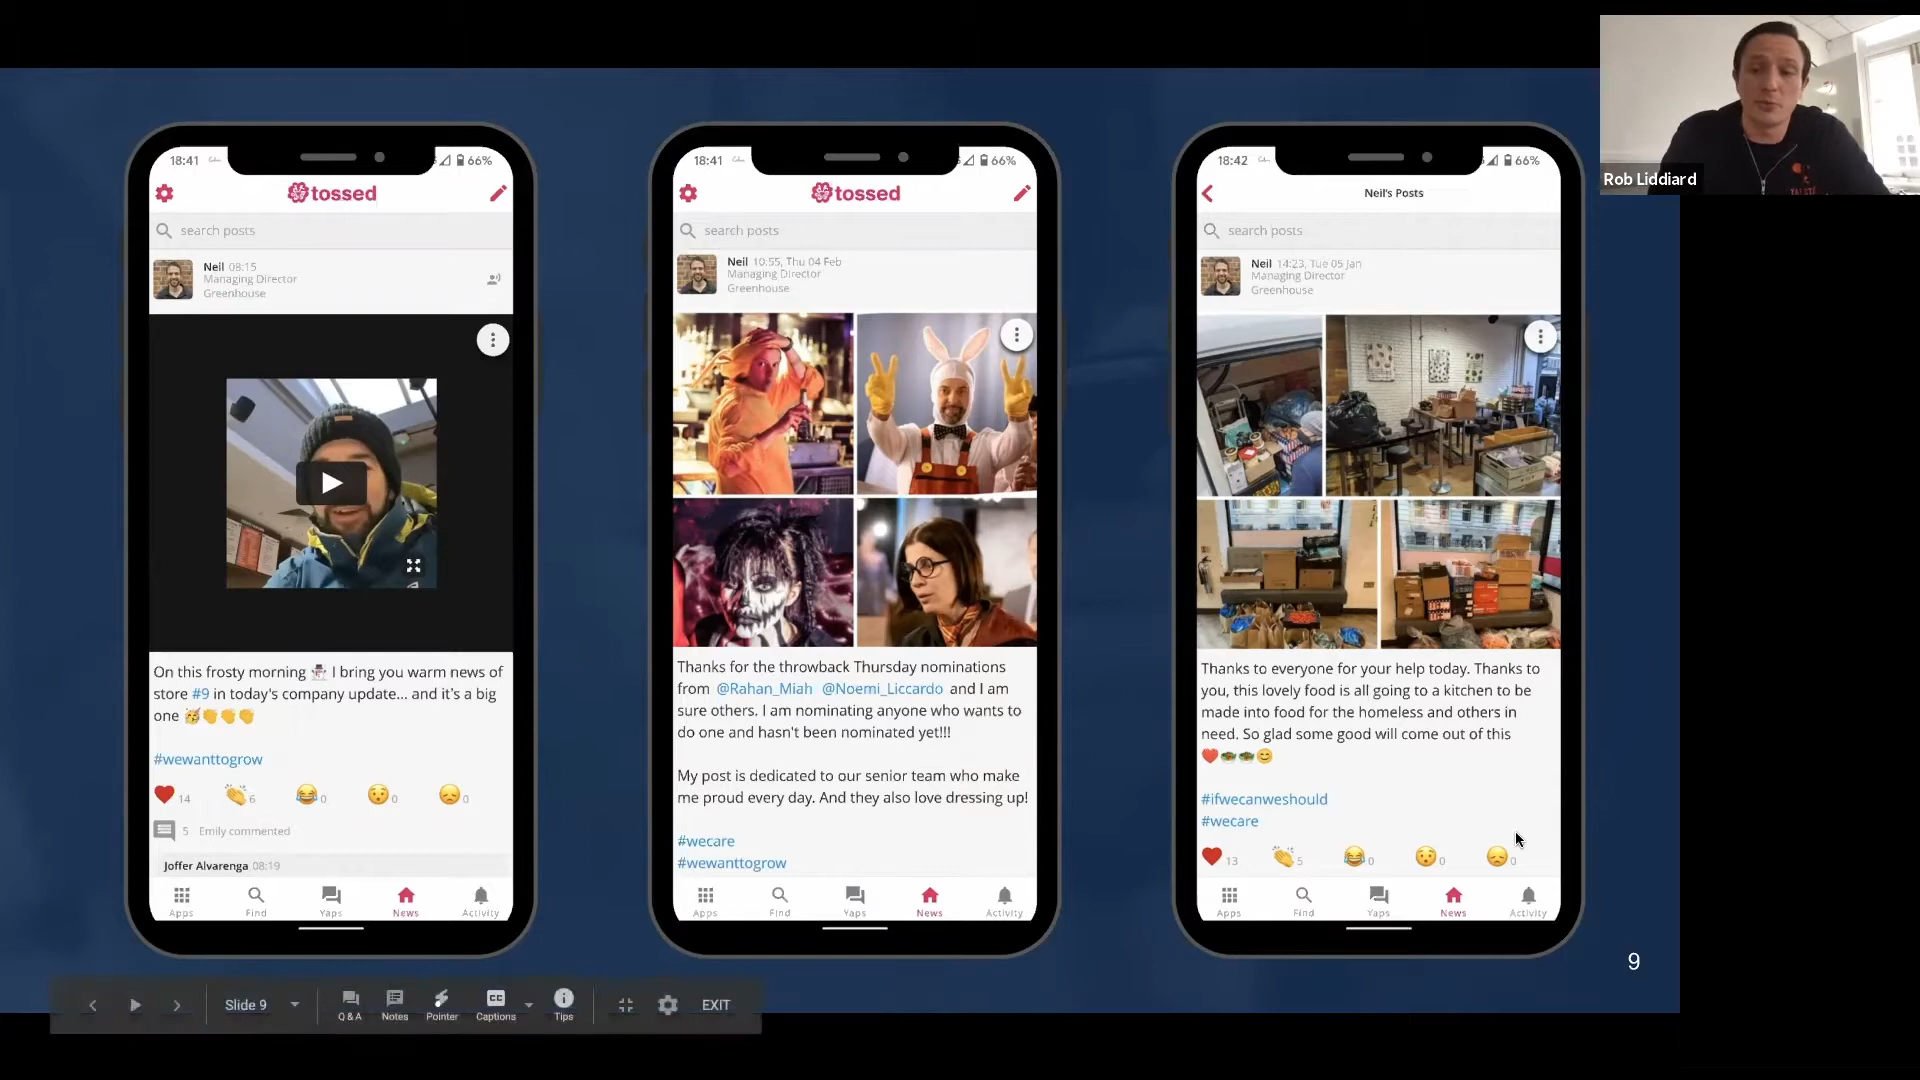 18:41
66%
tossed
search posts
Neil 08:15
Managing Director
Greenhouse
On this frosty morning ⛄ I bring you warm news of
store #9 in today's company update... and it's a big
one 🥳👏👏👏
#wewanttogrow
14 6 0 0 0
5 Emily commented
Joffer Alvarenga 08:19
Apps Find Yaps News Activity
18:41
66%
tossed
search posts
Neil 10:55, Thu 04 Feb
Managing Director
Greenhouse
Thanks for the throwback Thursday nominations
from @Rahan_Miah @Noemi_Liccardo and I am
sure others. I am nominating anyone who wants to
do one and hasn't been nominated yet!!!
My post is dedicated to our senior team who make
me proud every day. And they also love dressing up!
#wecare
#wewanttogrow
Apps Find Yaps News Activity
18:42
66%
Neil's Posts
search posts
Neil 14:23, Tue 05 Jan
Managing Director
Greenhouse
Thanks to everyone for your help today. Thanks to
you, this lovely food is all going to a kitchen to be
made into food for the homeless and others in
need. So glad some good will come out of this
❤️🥗🥗😊
#ifwecanweshould
#wecare
13 5 0 0 0
Apps Find Yaps News Activity
Rob Liddiard
9
Slide 9
Q & A Notes Pointer CC Captions Tips
EXIT